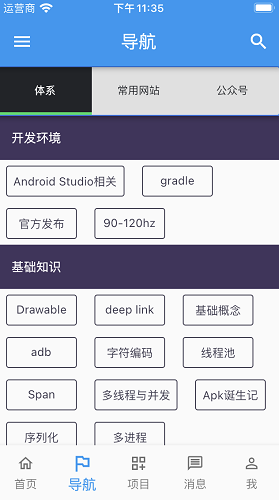 运营商 下午11:35
导航
体系 常用网站 公众号
开发环境
Android Studio相关 gradle
官方发布 90-120hz
基础知识
Drawable deep link 基础概念
adb 字符编码 线程池
Span 多线程与并发 Apk诞生记
序列化 多进程
首页 导航 项目 消息 我